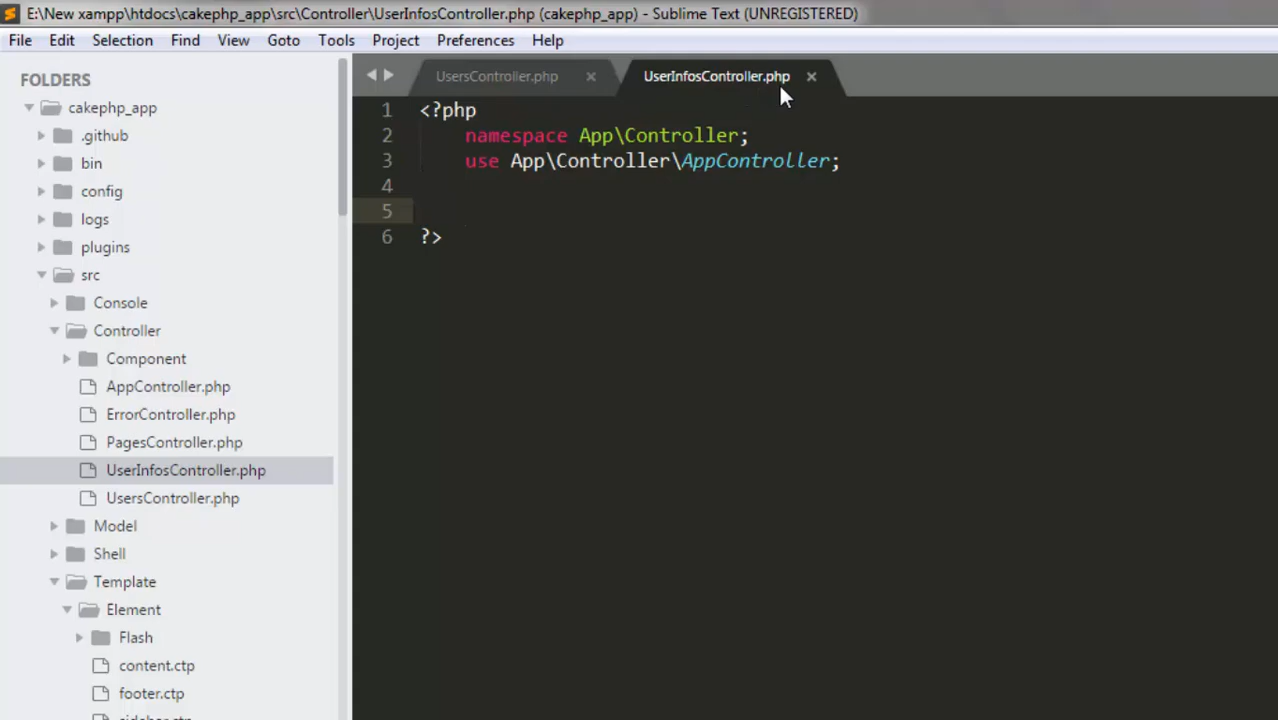 E:\New xampp\htdocs\cakephp_app\src\Controller\UserInfosController.php (cakephp_app) - Sublime Text (UNREGISTERED)
File Edit Selection Find View Goto Tools Project Preferences Help
FOLDERS
cakephp_app
.github
bin
config
logs
plugins
src
Console
Controller
Component
AppController.php
ErrorController.php
PagesController.php
UserInfosController.php
UsersController.php
Model
Shell
Template
Element
Flash
content.ctp
footer.ctp
sidebar.ctp
UsersController.php UserInfosController.php
1 <?php
2 namespace App\Controller;
3 use App\Controller\AppController;
4
5
6 ?>